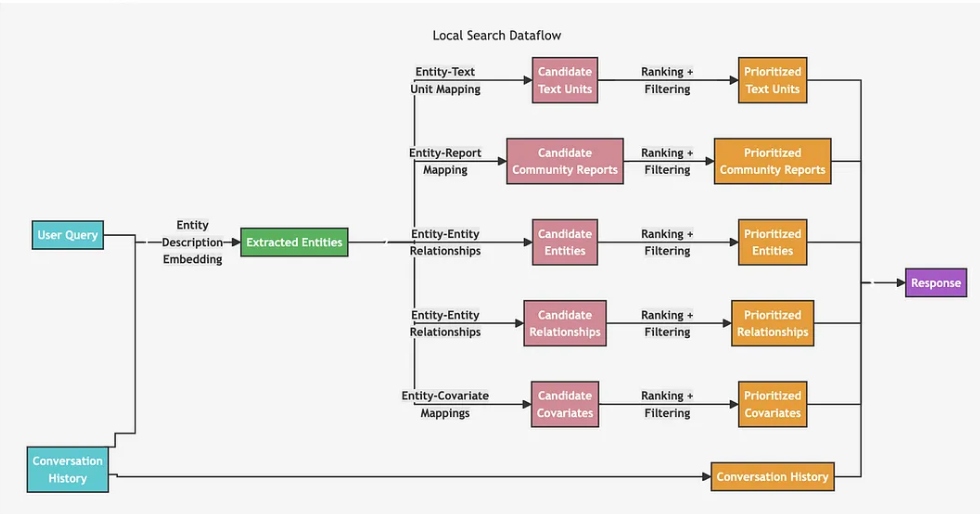 Local Search Dataflow
Entity-Text
Unit Mapping
Candidate
Text Units
Ranking +
Filtering
Prioritized
Text Units
Entity-Report
Mapping
Candidate
Community Reports
Ranking +
Filtering
Prioritized
Community Reports
User Query
Entity
Description
Embedding
Extracted Entities
Entity-Entity
Relationships
Candidate
Entities
Ranking +
Filtering
Prioritized
Entities
Response
Entity-Entity
Relationships
Candidate
Relationships
Ranking +
Filtering
Prioritized
Relationships
Entity-Covariate
Mappings
Candidate
Covariates
Ranking +
Filtering
Prioritized
Covariates
Conversation
History
Conversation History